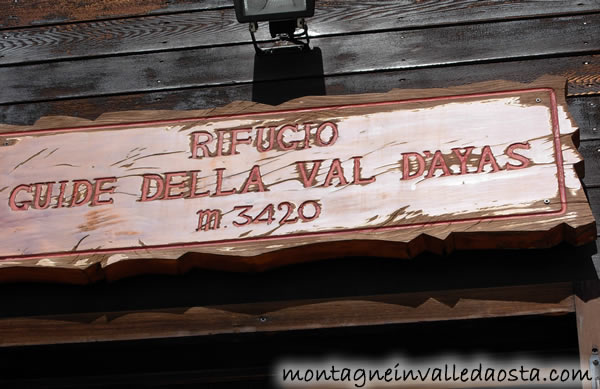 RIFUGIO
GUIDE DELLA VAL D'AYAS
m. 3420
montagneinvalledaosta.com